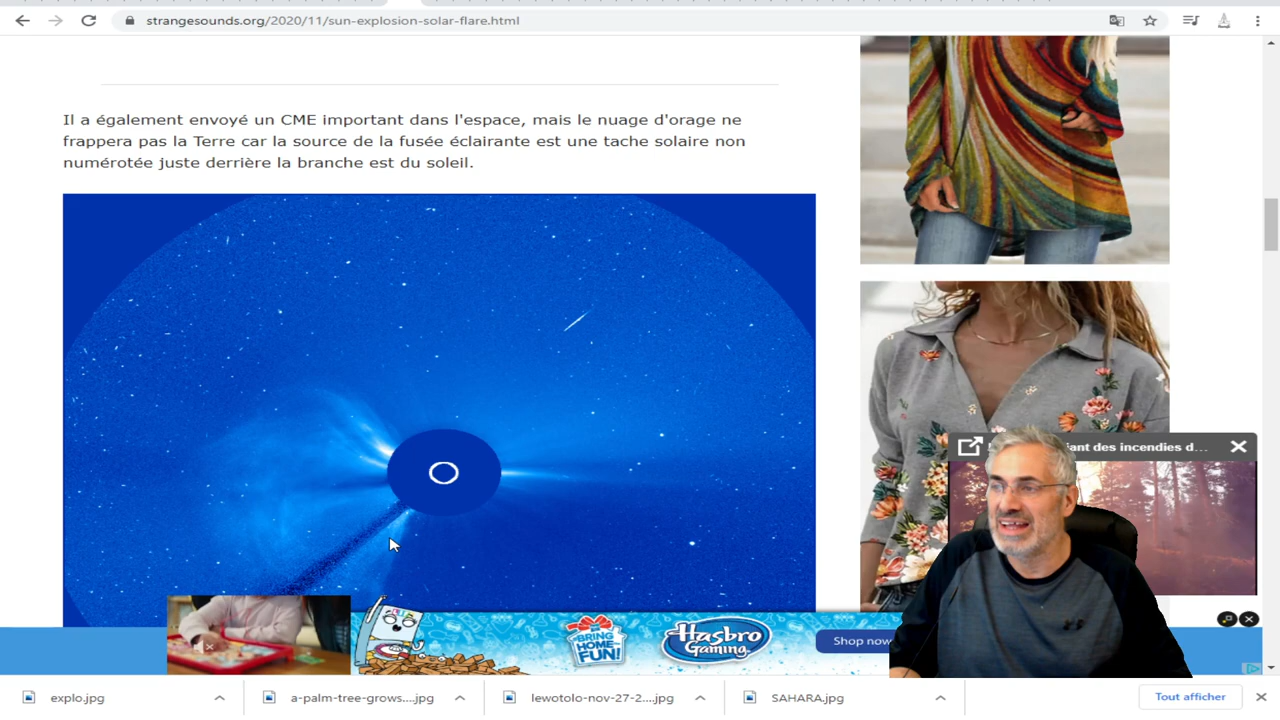 strangesounds.org/2020/11/sun-explosion-solar-flare.html
Il a également envoyé un CME important dans l'espace, mais le nuage d'orage ne
frappera pas la Terre car la source de la fusée éclairante est une tache solaire non
numérotée juste derrière la branche est du soleil.
iant des incendies d...
BRING
HOME
FUN!
Hasbro
Gaming
Shop now
explo.jpg
a-palm-tree-grows....jpg
lewotolo-nov-27-2....jpg
SAHARA.jpg
Tout afficher